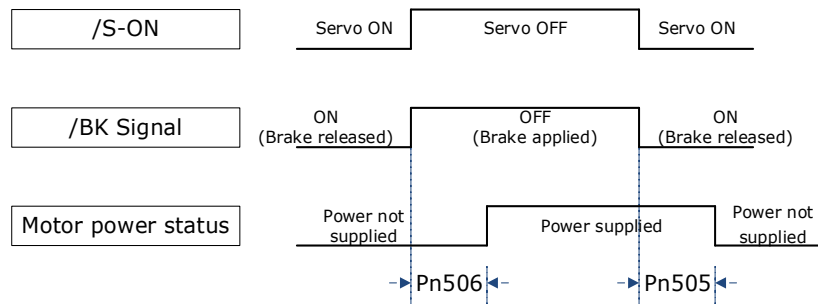 /S-ON
Servo ON
Servo OFF
Servo ON
/BK Signal
ON
(Brake released)
OFF
(Brake applied)
ON
(Brake released)
Motor power status
Power not
supplied
Power supplied
Power not
supplied
Pn506
Pn505